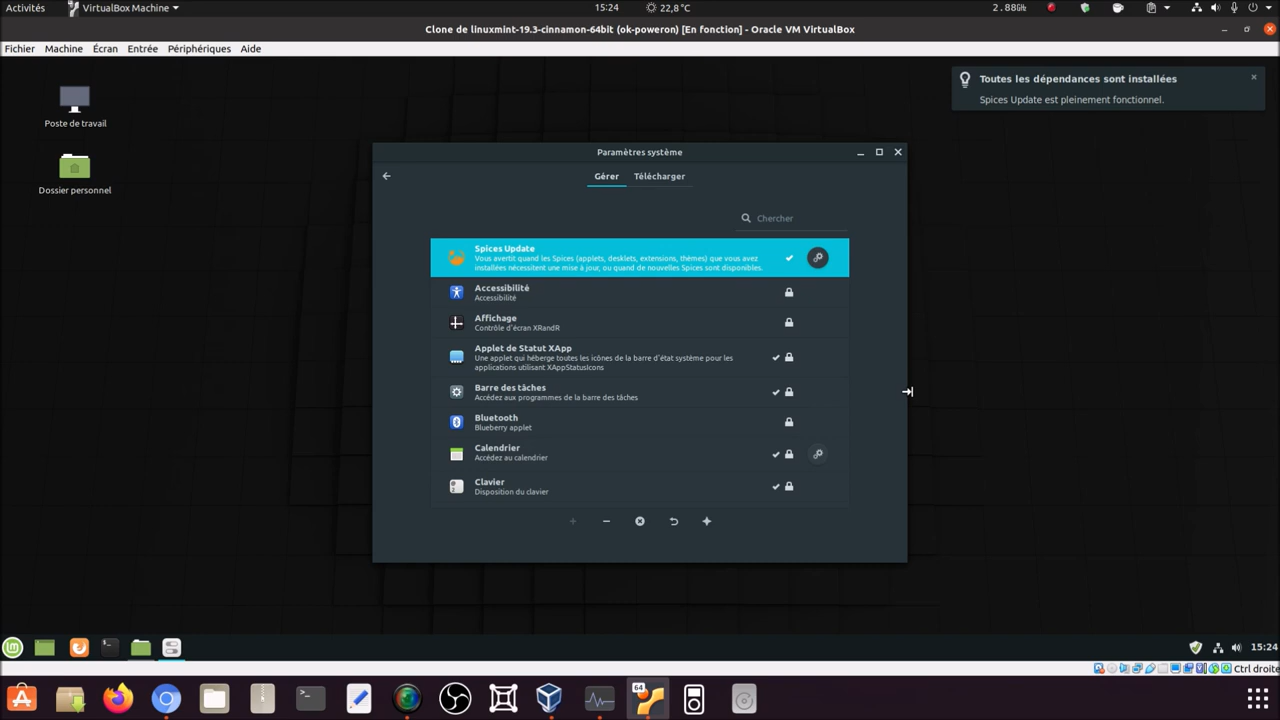 Activités
VirtualBox Machine
15:24
22,8°C
2.88GHz
Clone de linuxmint-19.3-cinnamon-64bit (ok-poweron) [En fonction] - Oracle VM VirtualBox
Fichier Machine Écran Entrée Périphériques Aide
Poste de travail
Dossier personnel
Toutes les dépendances sont installées
Spices Update est pleinement fonctionnel.
Paramètres système
Gérer Télécharger
Chercher
Spices Update
Vous avertit quand les Spices (applets, desklets, extensions, thèmes) que vous avez
installées nécessitent une mise à jour, ou quand de nouvelles Spices sont disponibles.
Accessibilité
Accessibilité
Affichage
Contrôle d'écran XRandR
Applet de Statut XApp
Une applet qui héberge toutes les icônes de la barre d'état système pour les
applications utilisant XAppStatusIcons
Barre des tâches
Accédez aux programmes de la barre des tâches
Bluetooth
Blueberry applet
Calendrier
Accédez au calendrier
Clavier
Disposition du clavier
15:24
Ctrl droite
64